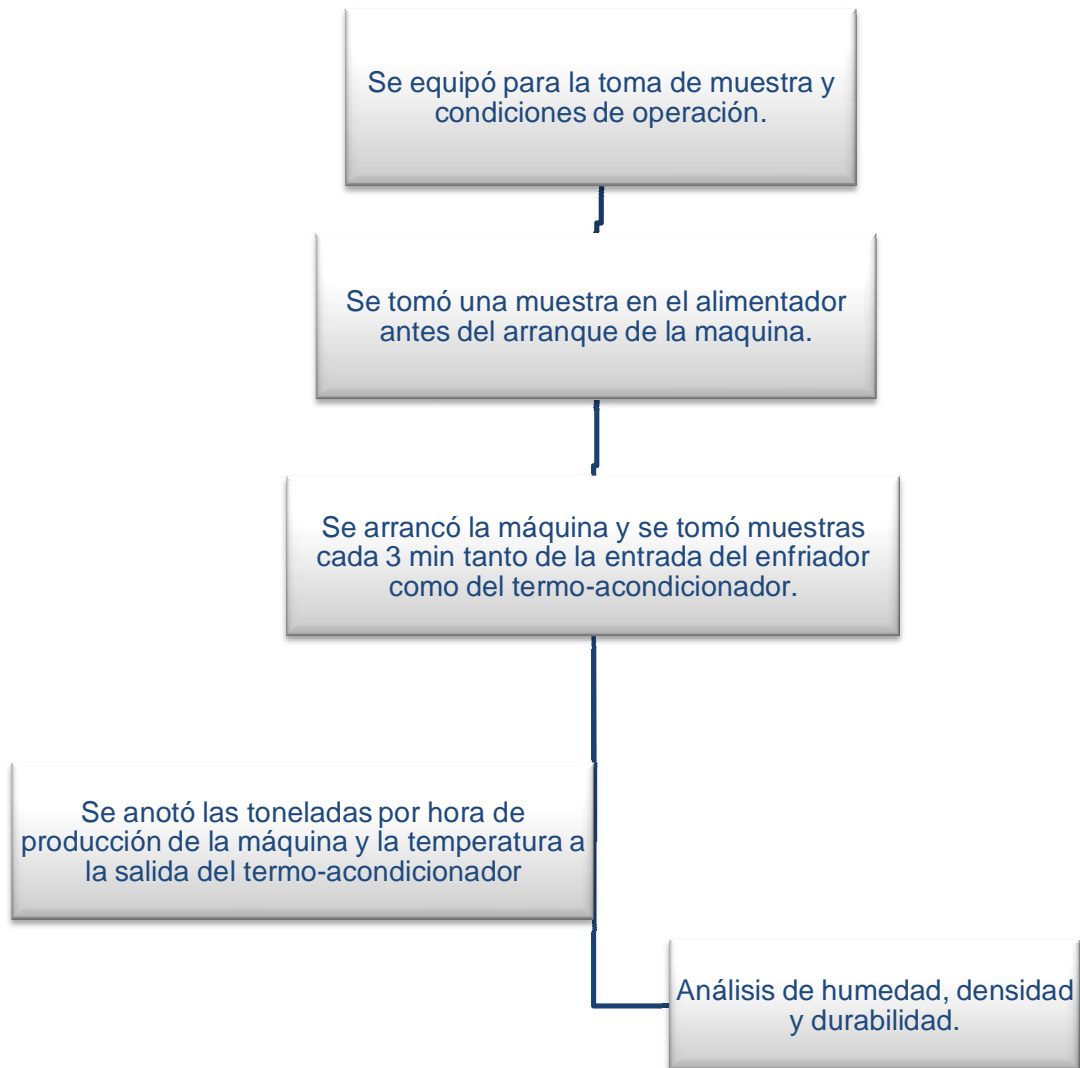 Se equipó para la toma de muestra y
condiciones de operación.
Se tomó una muestra en el alimentador
antes del arranque de la maquina.
Se arrancó la máquina y se tomó muestras
cada 3 min tanto de la entrada del enfriador
como del termo-acondicionador.
Se anotó las toneladas por hora de
producción de la máquina y la temperatura a
la salida del termo-acondicionador
Análisis de humedad, densidad
y durabilidad.